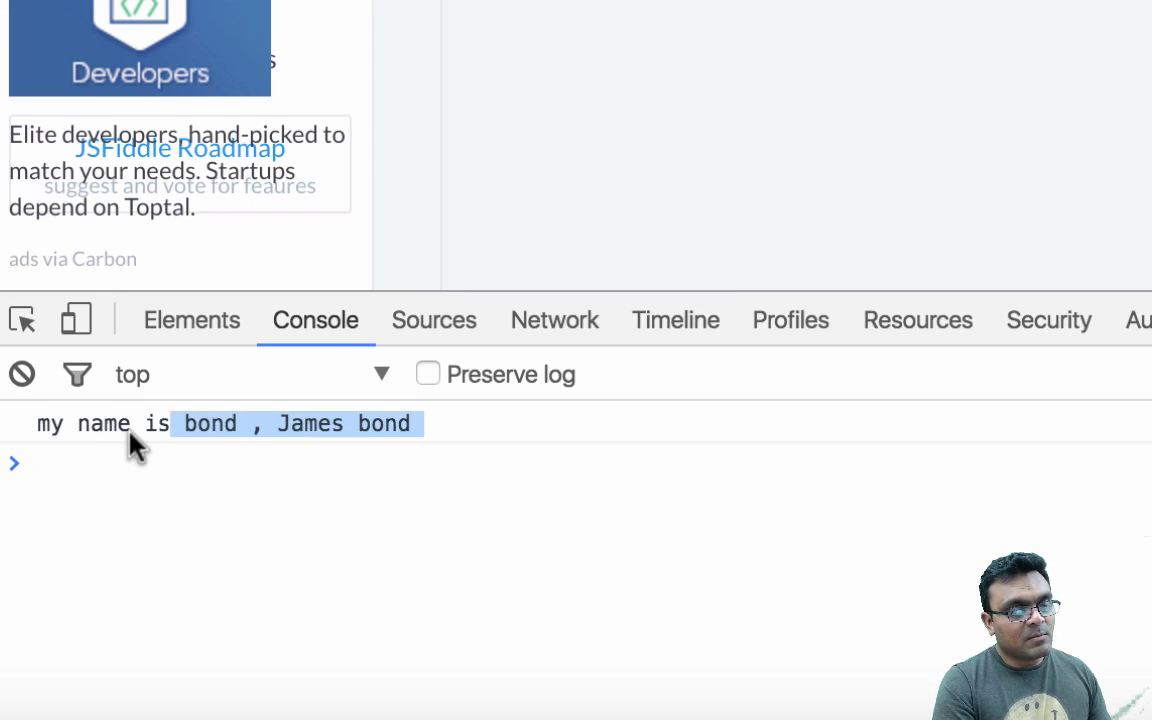 Developers
s
Elite developers, hand-picked to
JSFiddle Roadmap
match your needs. Startups
suggest and vote for feaures
depend on Toptal.
ads via Carbon
Elements Console Sources Network Timeline Profiles Resources Security Au
top Preserve log
my name is bond , James bond